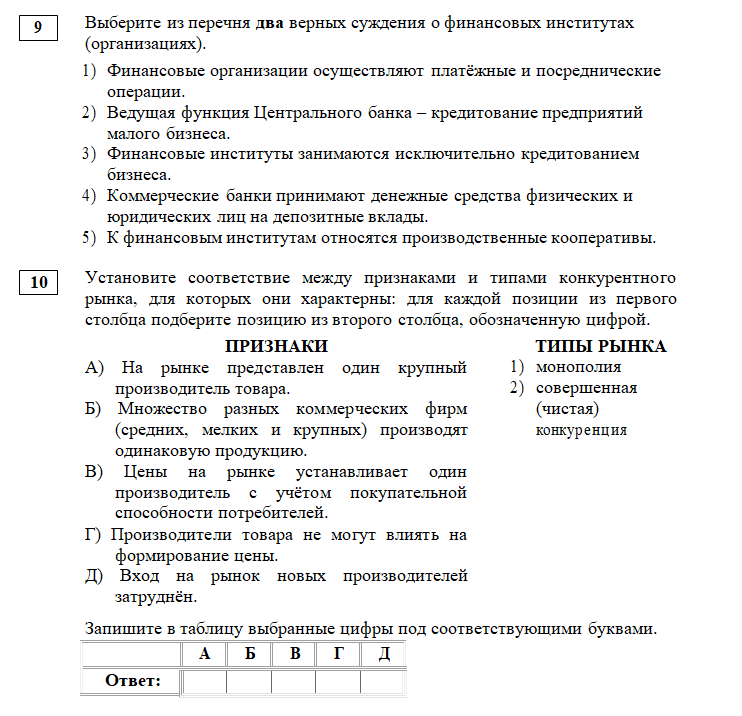 9
Выберите из перечня два верных суждения о финансовых институтах
(организациях).
1) Финансовые организации осуществляют платёжные и посреднические
операции.
2) Ведущая функция Центрального банка – кредитование предприятий
малого бизнеса.
3) Финансовые институты занимаются исключительно кредитованием
бизнеса.
4) Коммерческие банки принимают денежные средства физических и
юридических лиц на депозитные вклады.
5) К финансовым институтам относятся производственные кооперативы.
10
Установите соответствие между признаками и типами конкурентного
рынка, для которых они характерны: для каждой позиции из первого
столбца подберите позицию из второго столбца, обозначенную цифрой.
ПРИЗНАКИ
А) На рынке представлен один крупный
производитель товара.
Б) Множество разных коммерческих фирм
(средних, мелких и крупных) производят
одинаковую продукцию.
В) Цены на рынке устанавливает один
производитель с учётом покупательной
способности потребителей.
Г) Производители товара не могут влиять на
формирование цены.
Д) Вход на рынок новых производителей
затруднён.
ТИПЫ РЫНКА
1) монополия
2) совершенная
(чистая)
конкуренция
Запишите в таблицу выбранные цифры под соответствующими буквами.
А Б В Г Д
Ответ: